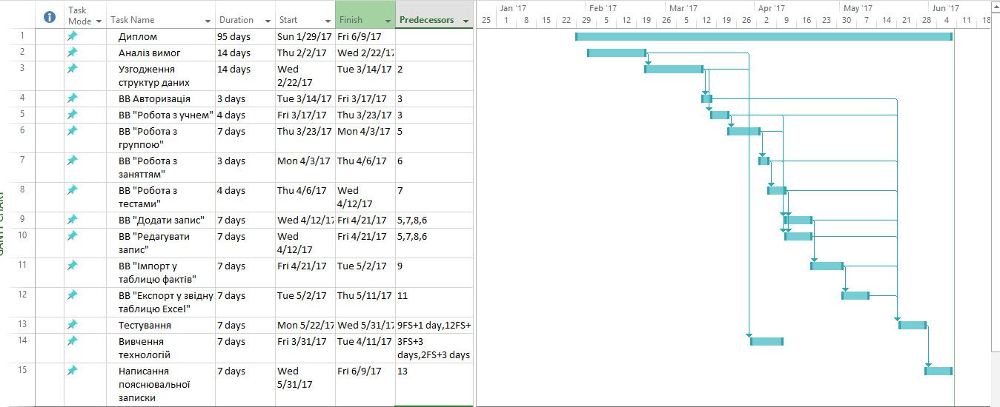 Task Mode Task Name Duration Start Finish Predecessors
Jan '17 Feb '17 Mar '17 Apr '17 May '17 Jun '17
25 1 8 15 22 29 5 12 19 26 5 12 19 26 2 9 16 23 30 7 14 21 28 4 11 18
1 Диплом 95 days Sun 1/29/17 Fri 6/9/17
2 Аналіз вимог 14 days Thu 2/2/17 Wed 2/22/17
3 Узгодження 14 days Wed Tue 3/14/17 2
структур даних 2/22/17
4 ВВ Авторизація 3 days Tue 3/14/17 Fri 3/17/17 3
5 ВВ "Робота з учнем" 4 days Fri 3/17/17 Thu 3/23/17 3
6 ВВ "Робота з 7 days Thu 3/23/17 Mon 4/3/17 5
группою"
7 ВВ "Робота з 3 days Mon 4/3/17 Thu 4/6/17 6
заняттям"
8 ВВ "Робота з 4 days Thu 4/6/17 Wed 7
тестами" 4/12/17
9 ВВ "Додати запис" 7 days Wed 4/12/17 Fri 4/21/17 5,7,8,6
10 ВВ "Редагувати 7 days Wed Fri 4/21/17 5,7,8,6
запис" 4/12/17
11 ВВ "Імпорт у 7 days Fri 4/21/17 Tue 5/2/17 9
таблицю фактів"
12 ВВ "Експорт у звідну 7 days Tue 5/2/17 Thu 5/11/17 11
таблицю Excel"
13 Тестування 7 days Mon 5/22/17 Wed 5/31/17 9FS+1 day,12FS+
14 Вивчення 7 days Fri 3/31/17 Tue 4/11/17 3FS+3
технологій days,2FS+3 days
15 Написання 7 days Wed Fri 6/9/17 13
пояснювальної 5/31/17
записки